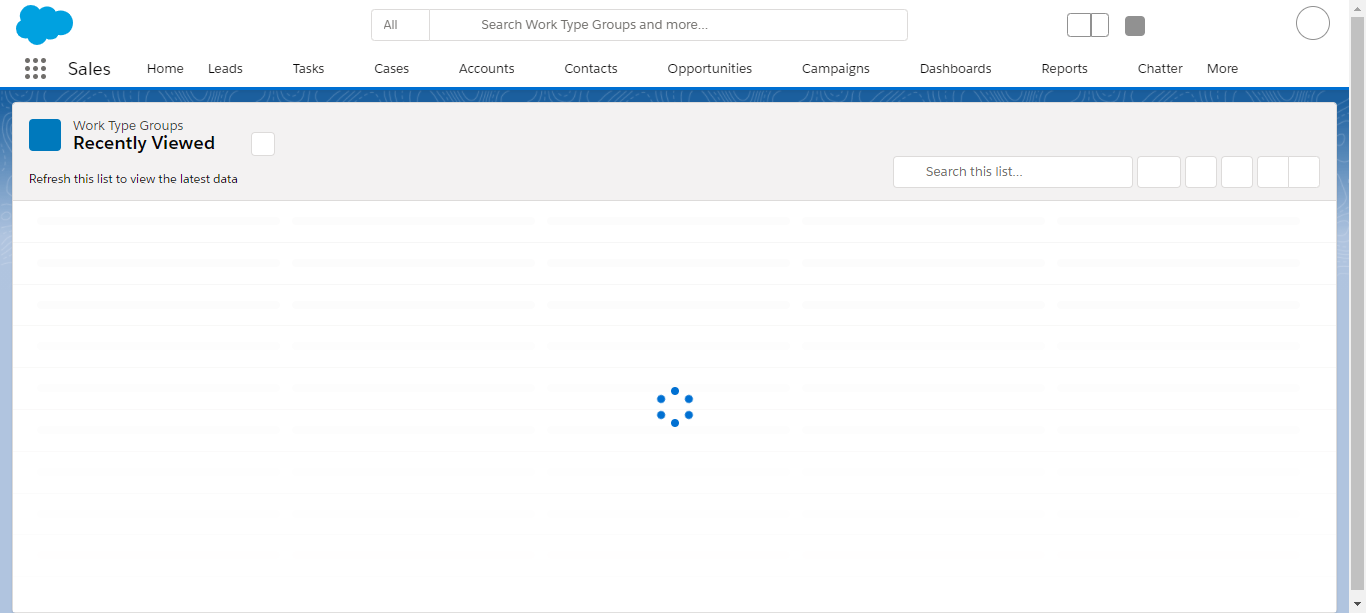 All
Search Work Type Groups and more...
Sales
Home
Leads
Tasks
Cases
Accounts
Contacts
Opportunities
Campaigns
Dashboards
Reports
Chatter
More
Work Type Groups
Recently Viewed
Refresh this list to view the latest data
Search this list...